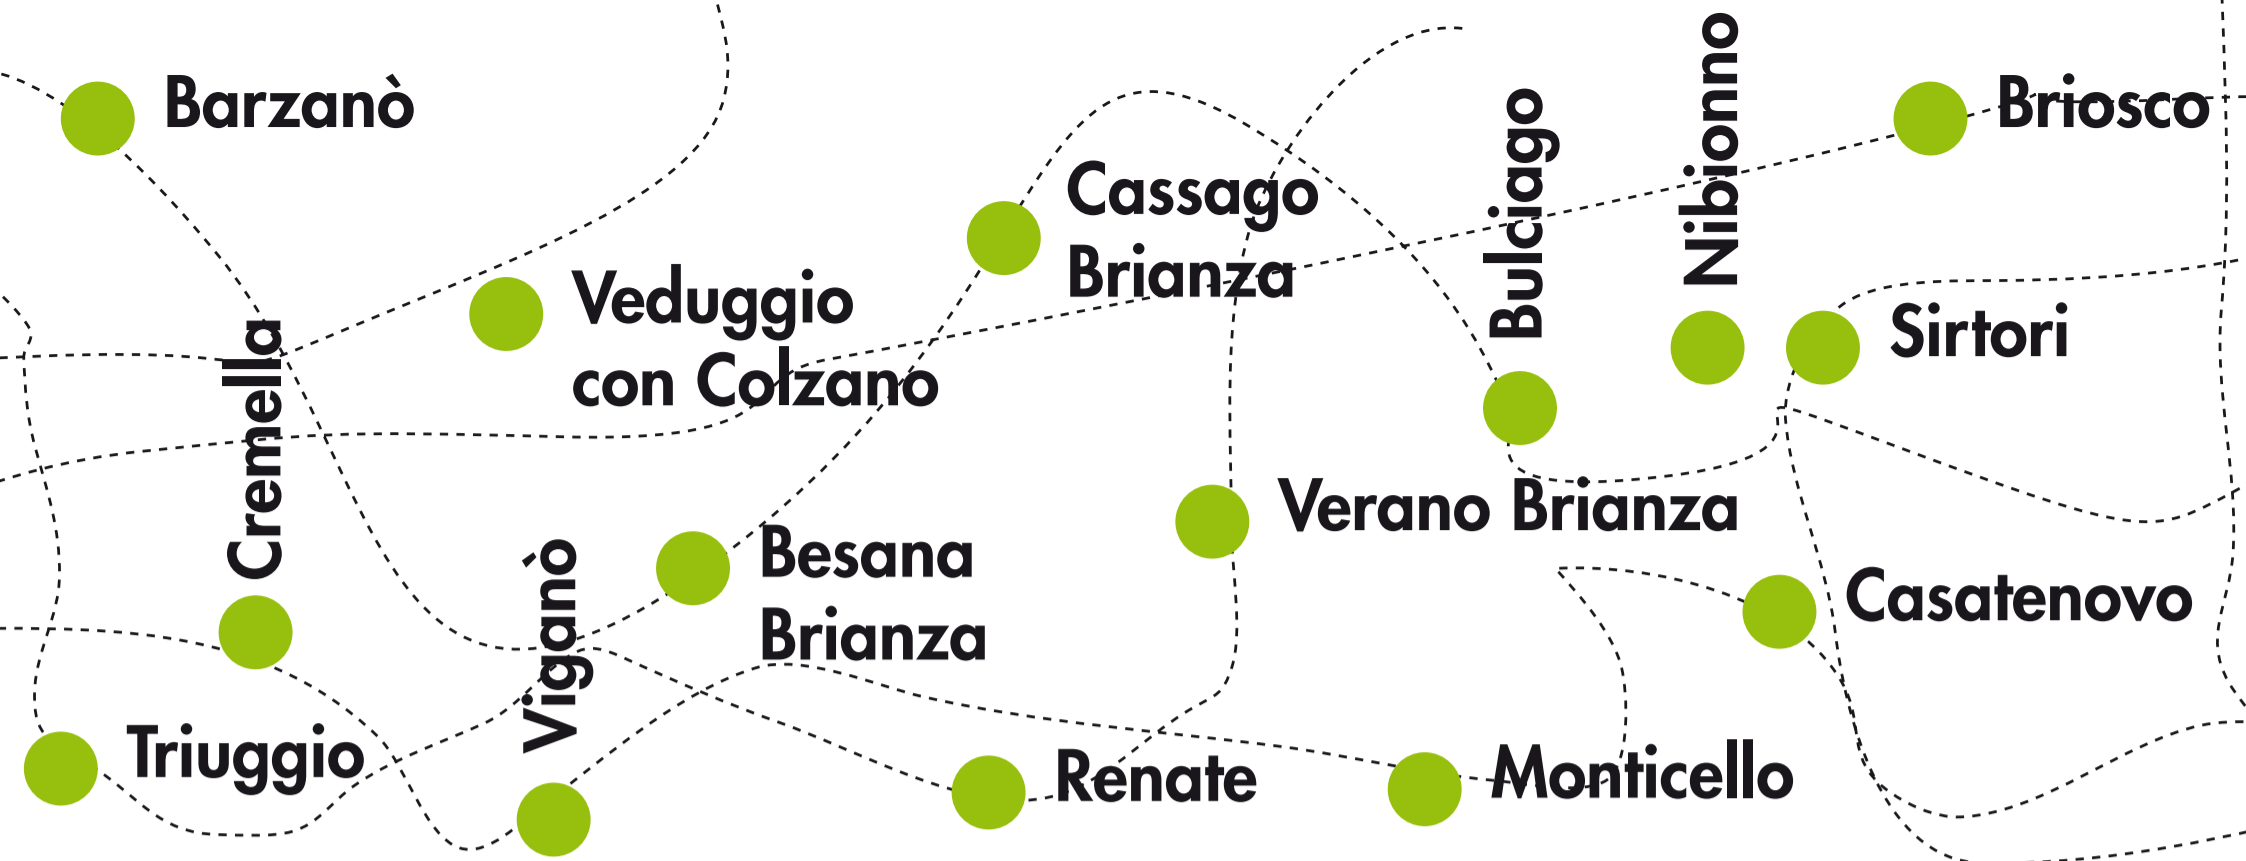 Barzanò
Cassago
Brianza
Bulciago
Nibionno
Briosco
Veduggio
con Colzano
Sirtori
Cremella
Verano Brianza
Viganò
Besana
Brianza
Casatenovo
Triuggio
Renate
Monticello